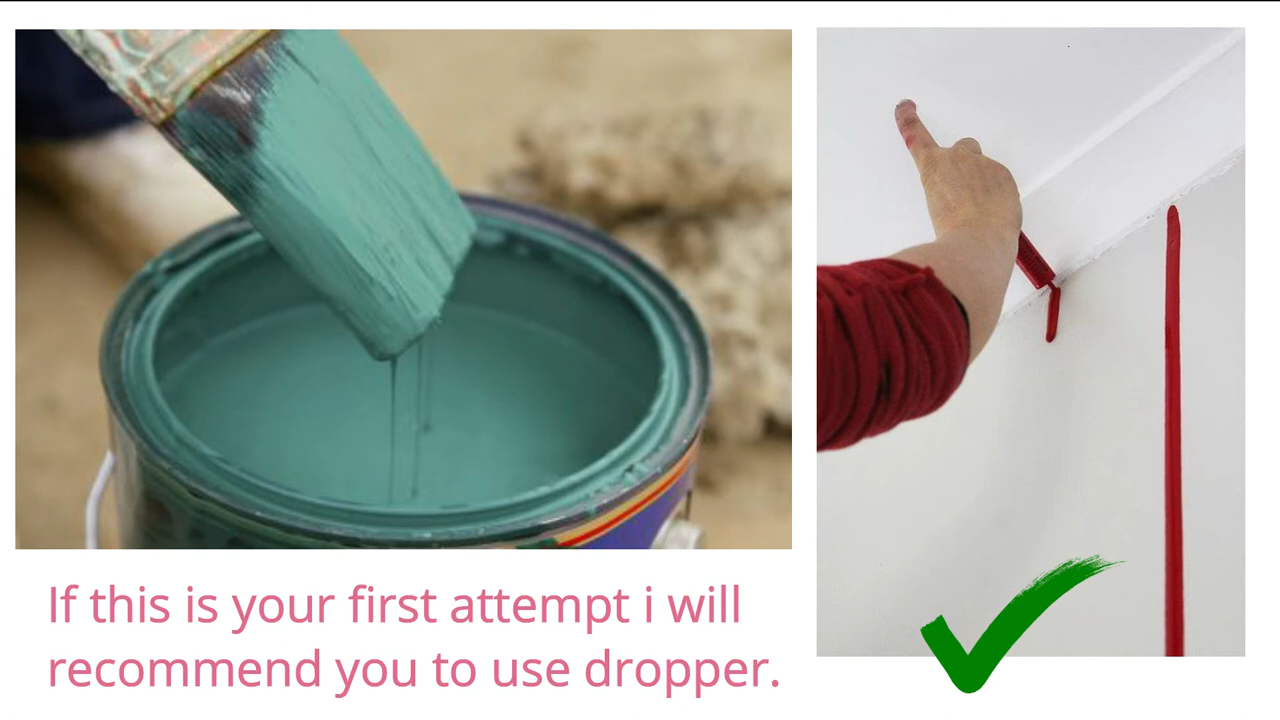 If this is your first attempt i will
recommend you to use dropper.